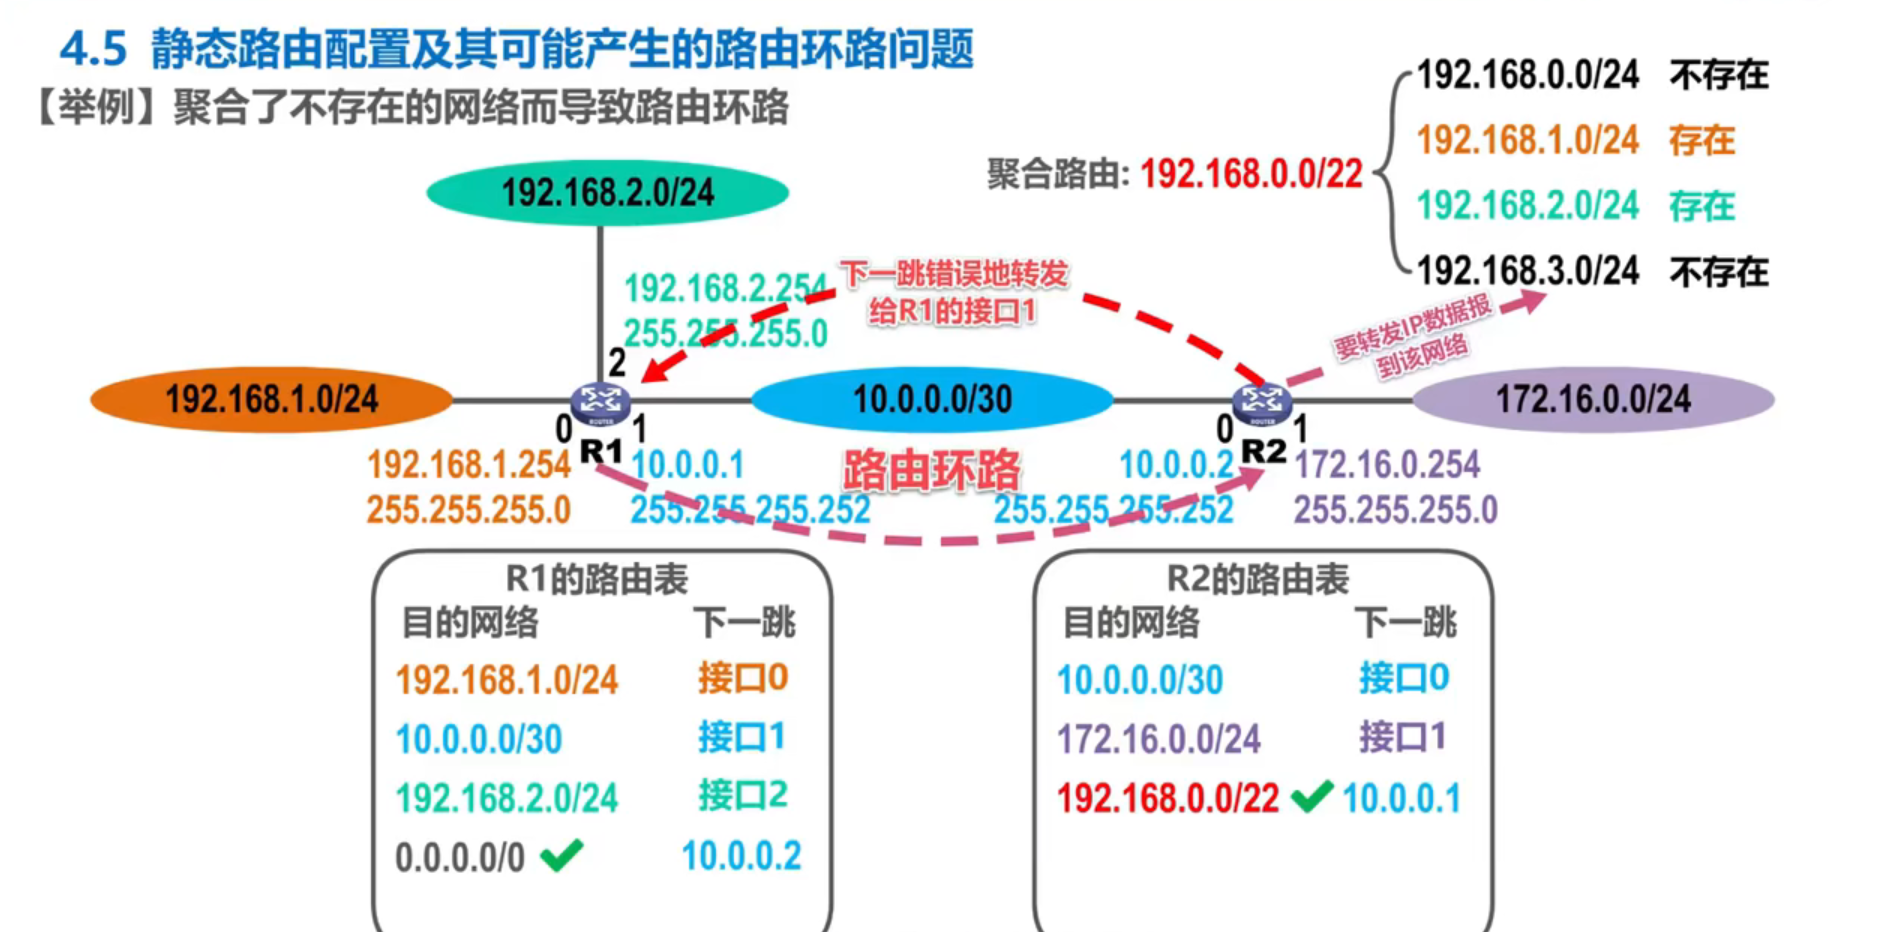 4.5 静态路由配置及其可能产生的路由环路问题
【举例】聚合了不存在的网络而导致路由环路
聚合路由: 192.168.0.0/22
192.168.0.0/24 不存在
192.168.1.0/24 存在
192.168.2.0/24 存在
192.168.3.0/24 不存在
192.168.2.0/24
192.168.2.254
255.255.255.0
下一跳错误地转发
给R1的接口1
要转发IP数据报
到该网络
2
192.168.1.0/24
ROUTER
10.0.0.0/30
ROUTER
172.16.0.0/24
0
R1
1
0
R2
1
192.168.1.254
255.255.255.0
10.0.0.1
255.255.255.252
路由环路
10.0.0.2
255.255.255.252
172.16.0.254
255.255.255.0
R1的路由表
目的网络 下一跳
192.168.1.0/24 接口0
10.0.0.0/30 接口1
192.168.2.0/24 接口2
0.0.0.0/0 10.0.0.2
R2的路由表
目的网络 下一跳
10.0.0.0/30 接口0
172.16.0.0/24 接口1
192.168.0.0/22 10.0.0.1